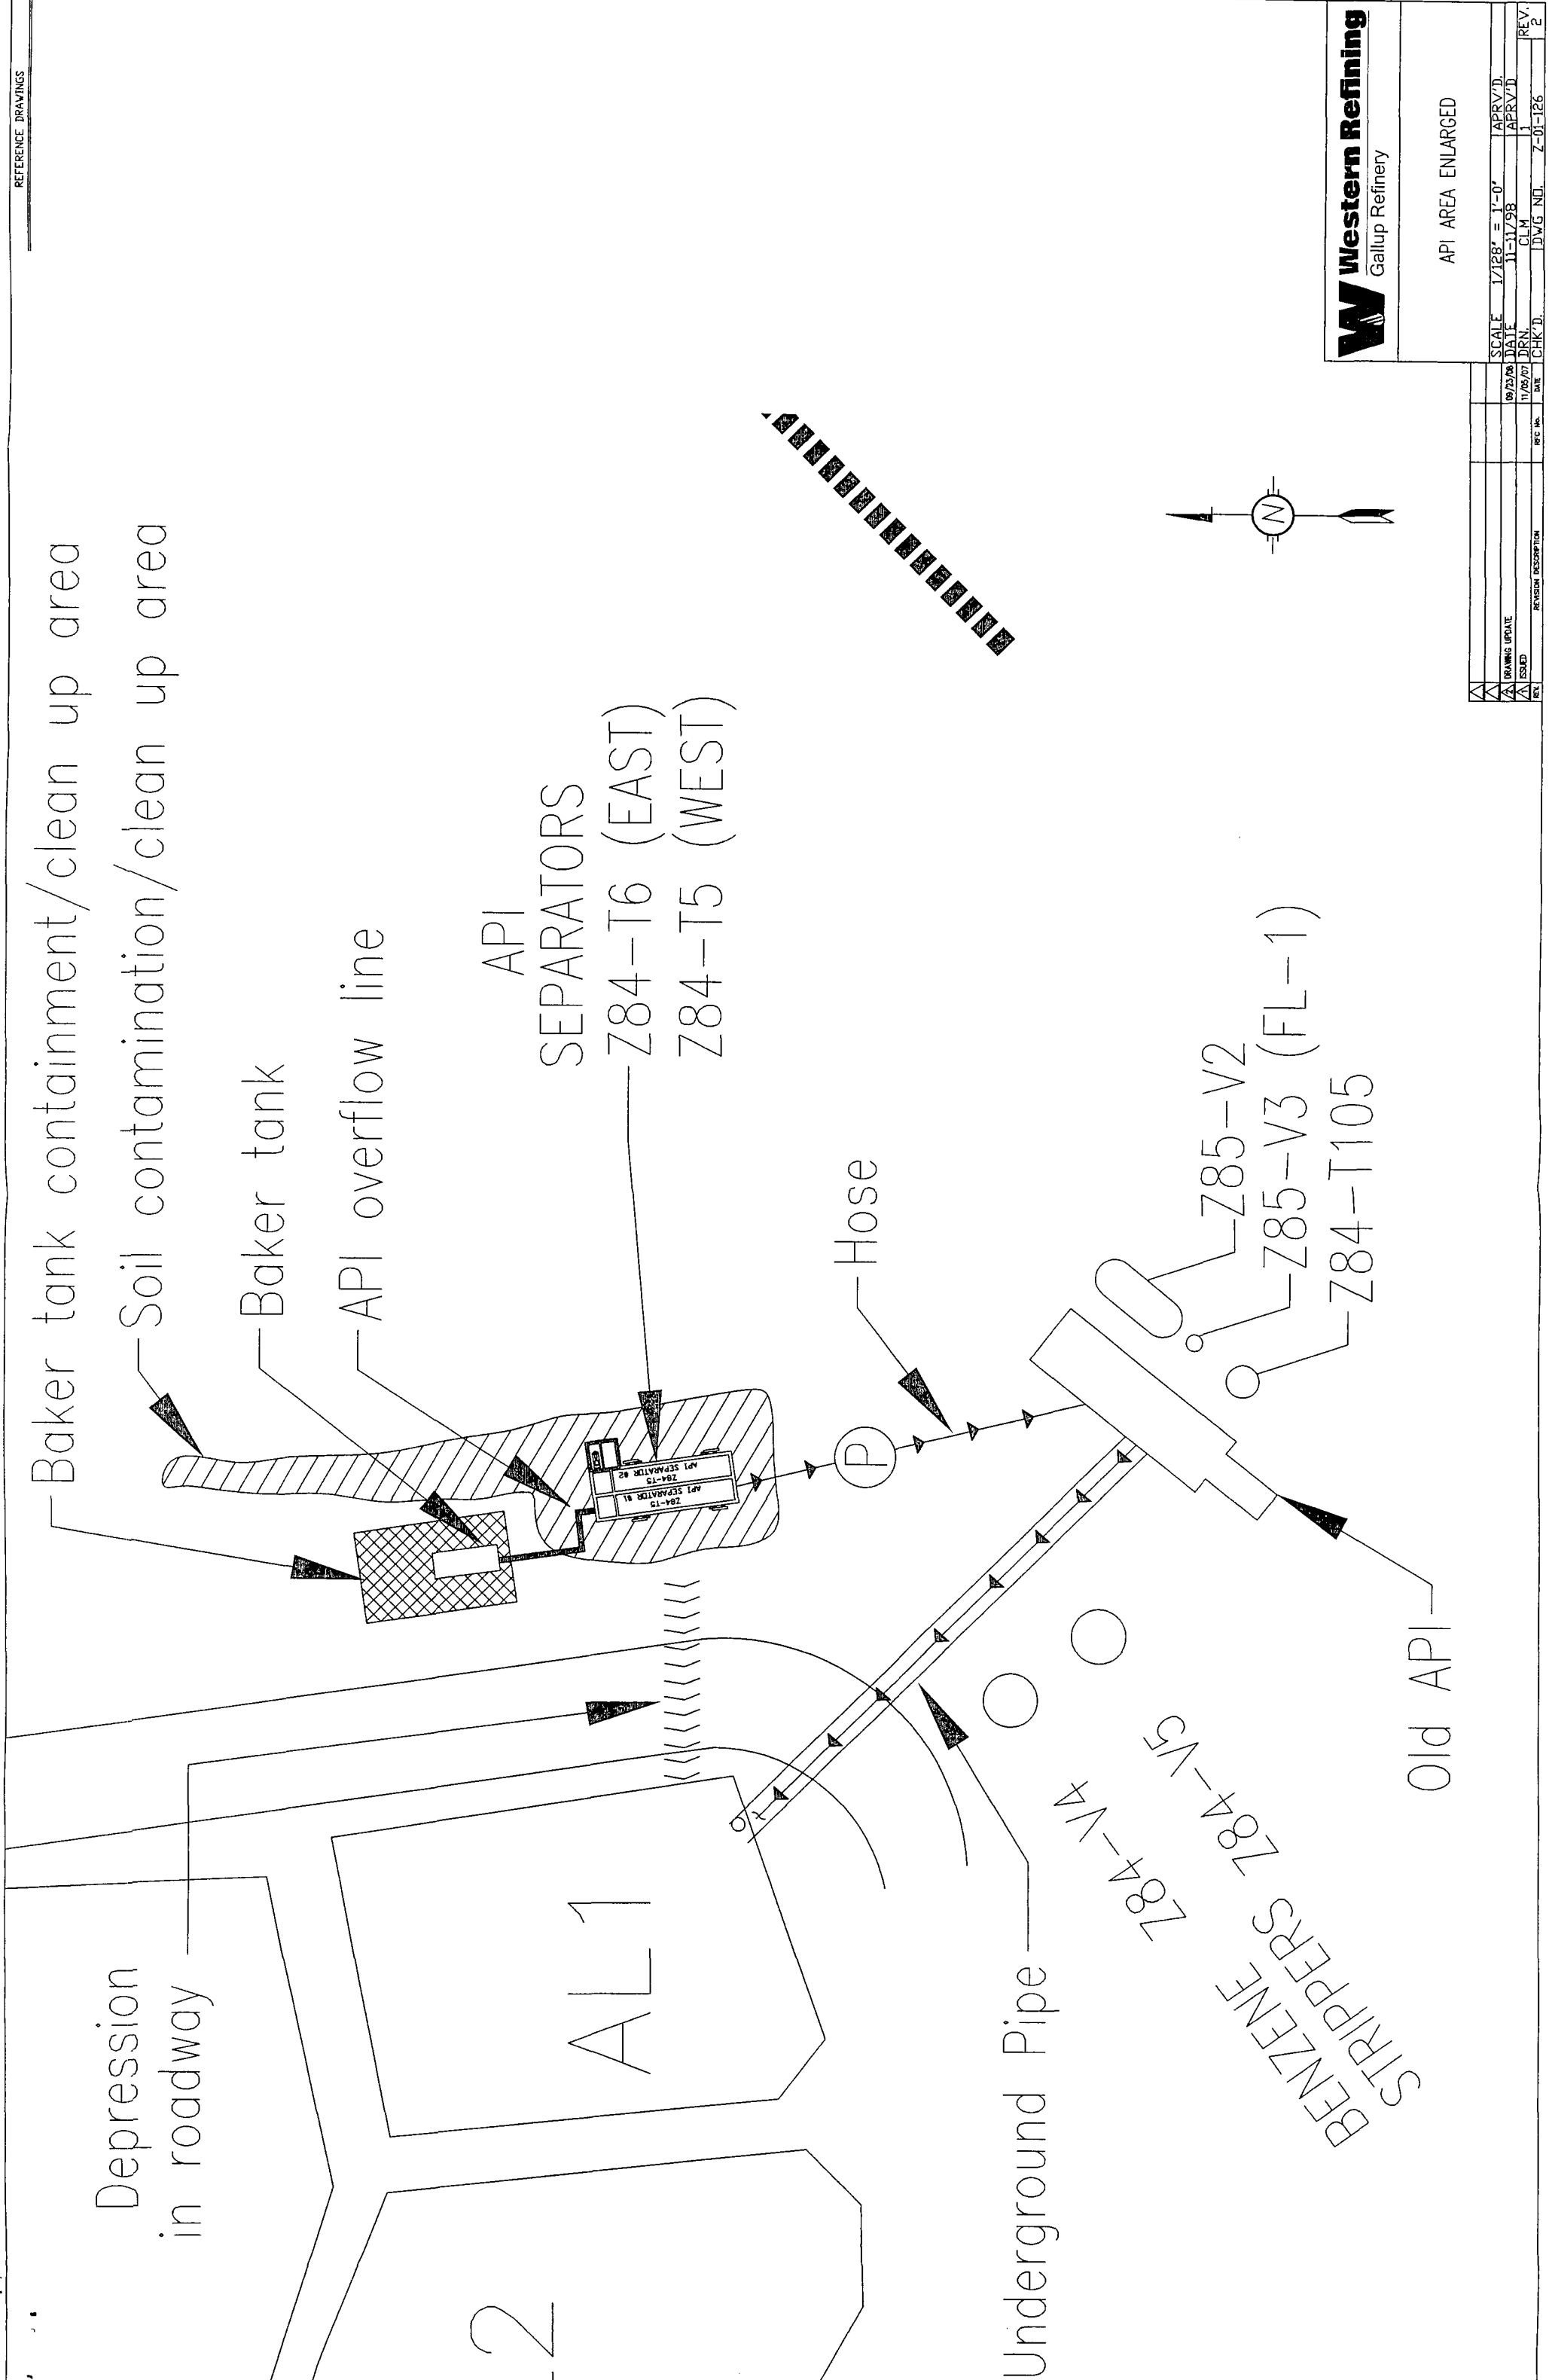 REFERENCE DRAWINGS
Baker tank containment/clean up area
Soil contamination/clean up area
Baker tank
API overflow line
API
SEPARATORS
Z84-T6 (EAST)
Z84-T5 (WEST)
Depression
in roadway
API SEPARATOR #2
Z84-T5
API SEPARATOR #1
Z84-T5
AL1
-2
P
Hose
Z85-V2
Z85-V3 (FL-1)
Z84-T105
Underground Pipe
Z84-V4
BENZENE
STRIPPERS Z84-V5
Old API
N
W Western Refining
Gallup Refinery
API AREA ENLARGED
SCALE 1/128" = 1'-0" APRV'D.
DATE 11-11/98 APRV'D
DRN. CLM 1
CHK'D. DWG NO. Z-01-126 REV. 2
2 DRAWING UPDATE 09/23/08
1 ISSUED 11/05/07
REV. REVISION DESCRIPTION RFC No. DATE